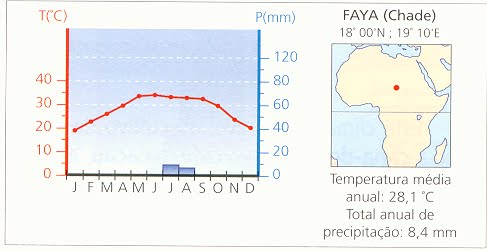 T(°C)
P(mm)
120
40
80
30
60
20
40
10
20
0
0
J F M A M J J A S O N D
FAYA (Chade)
18° 00'N ; 19° 10'E
Temperatura média
anual: 28,1 °C
Total anual de
precipitação: 8,4 mm